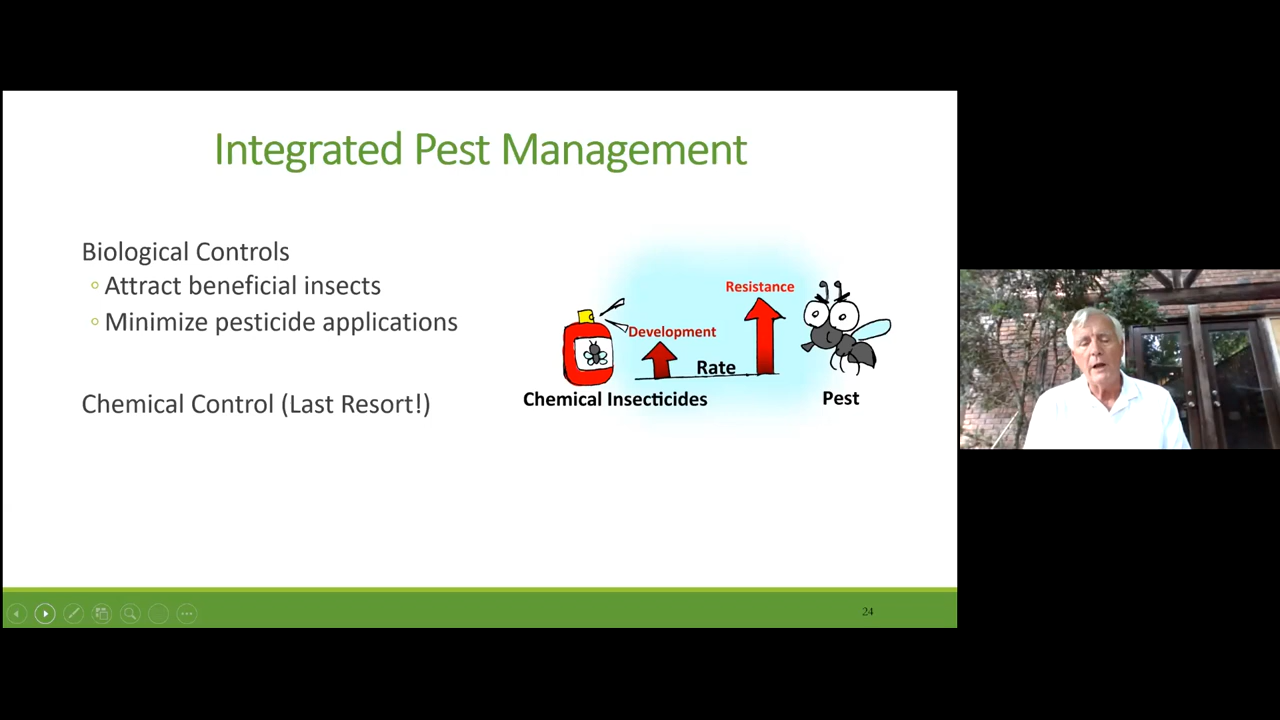 Integrated Pest Management
Biological Controls
Attract beneficial insects
Minimize pesticide applications
Chemical Control (Last Resort!)
Resistance
Development
Rate
Chemical Insecticides
Pest
24